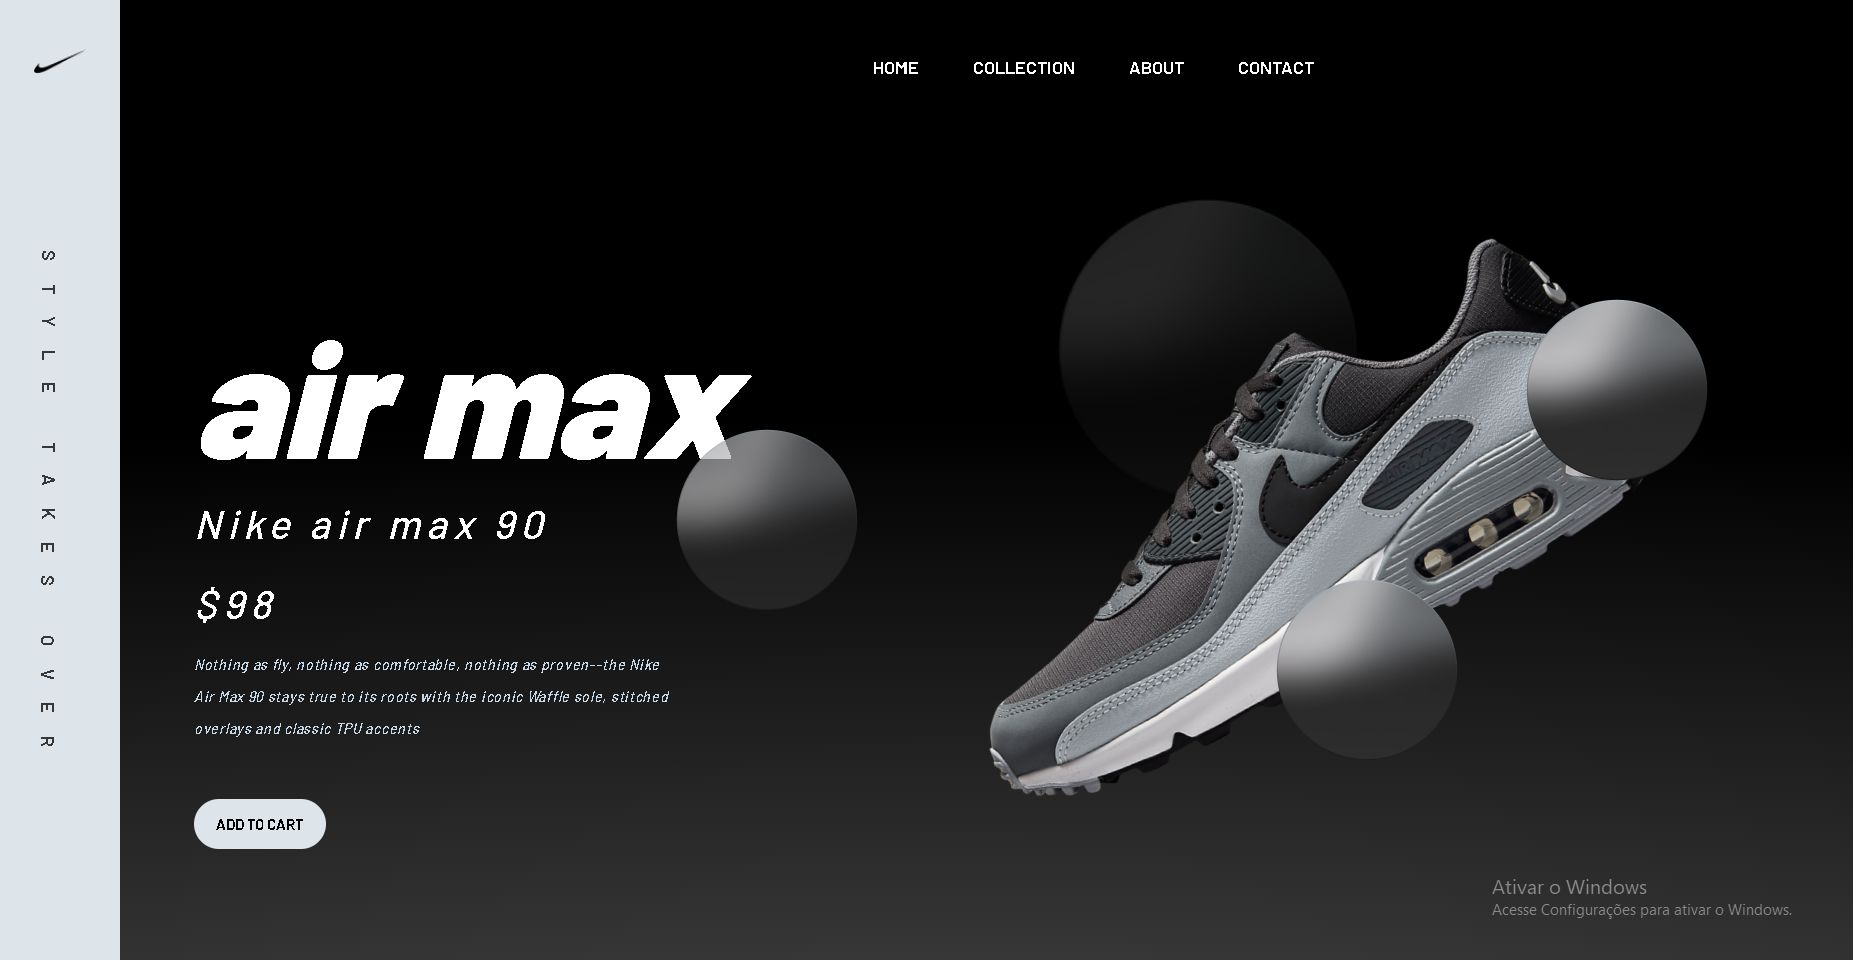 HOME COLLECTION ABOUT CONTACT
STYLE TAKES OVER
air max
Nike air max 90
$98
Nothing as fly, nothing as comfortable, nothing as proven--the Nike
Air Max 90 stays true to its roots with the iconic Waffle sole, stitched
overlays and classic TPU accents
ADD TO CART
Ativar o Windows
Acesse Configurações para ativar o Windows.